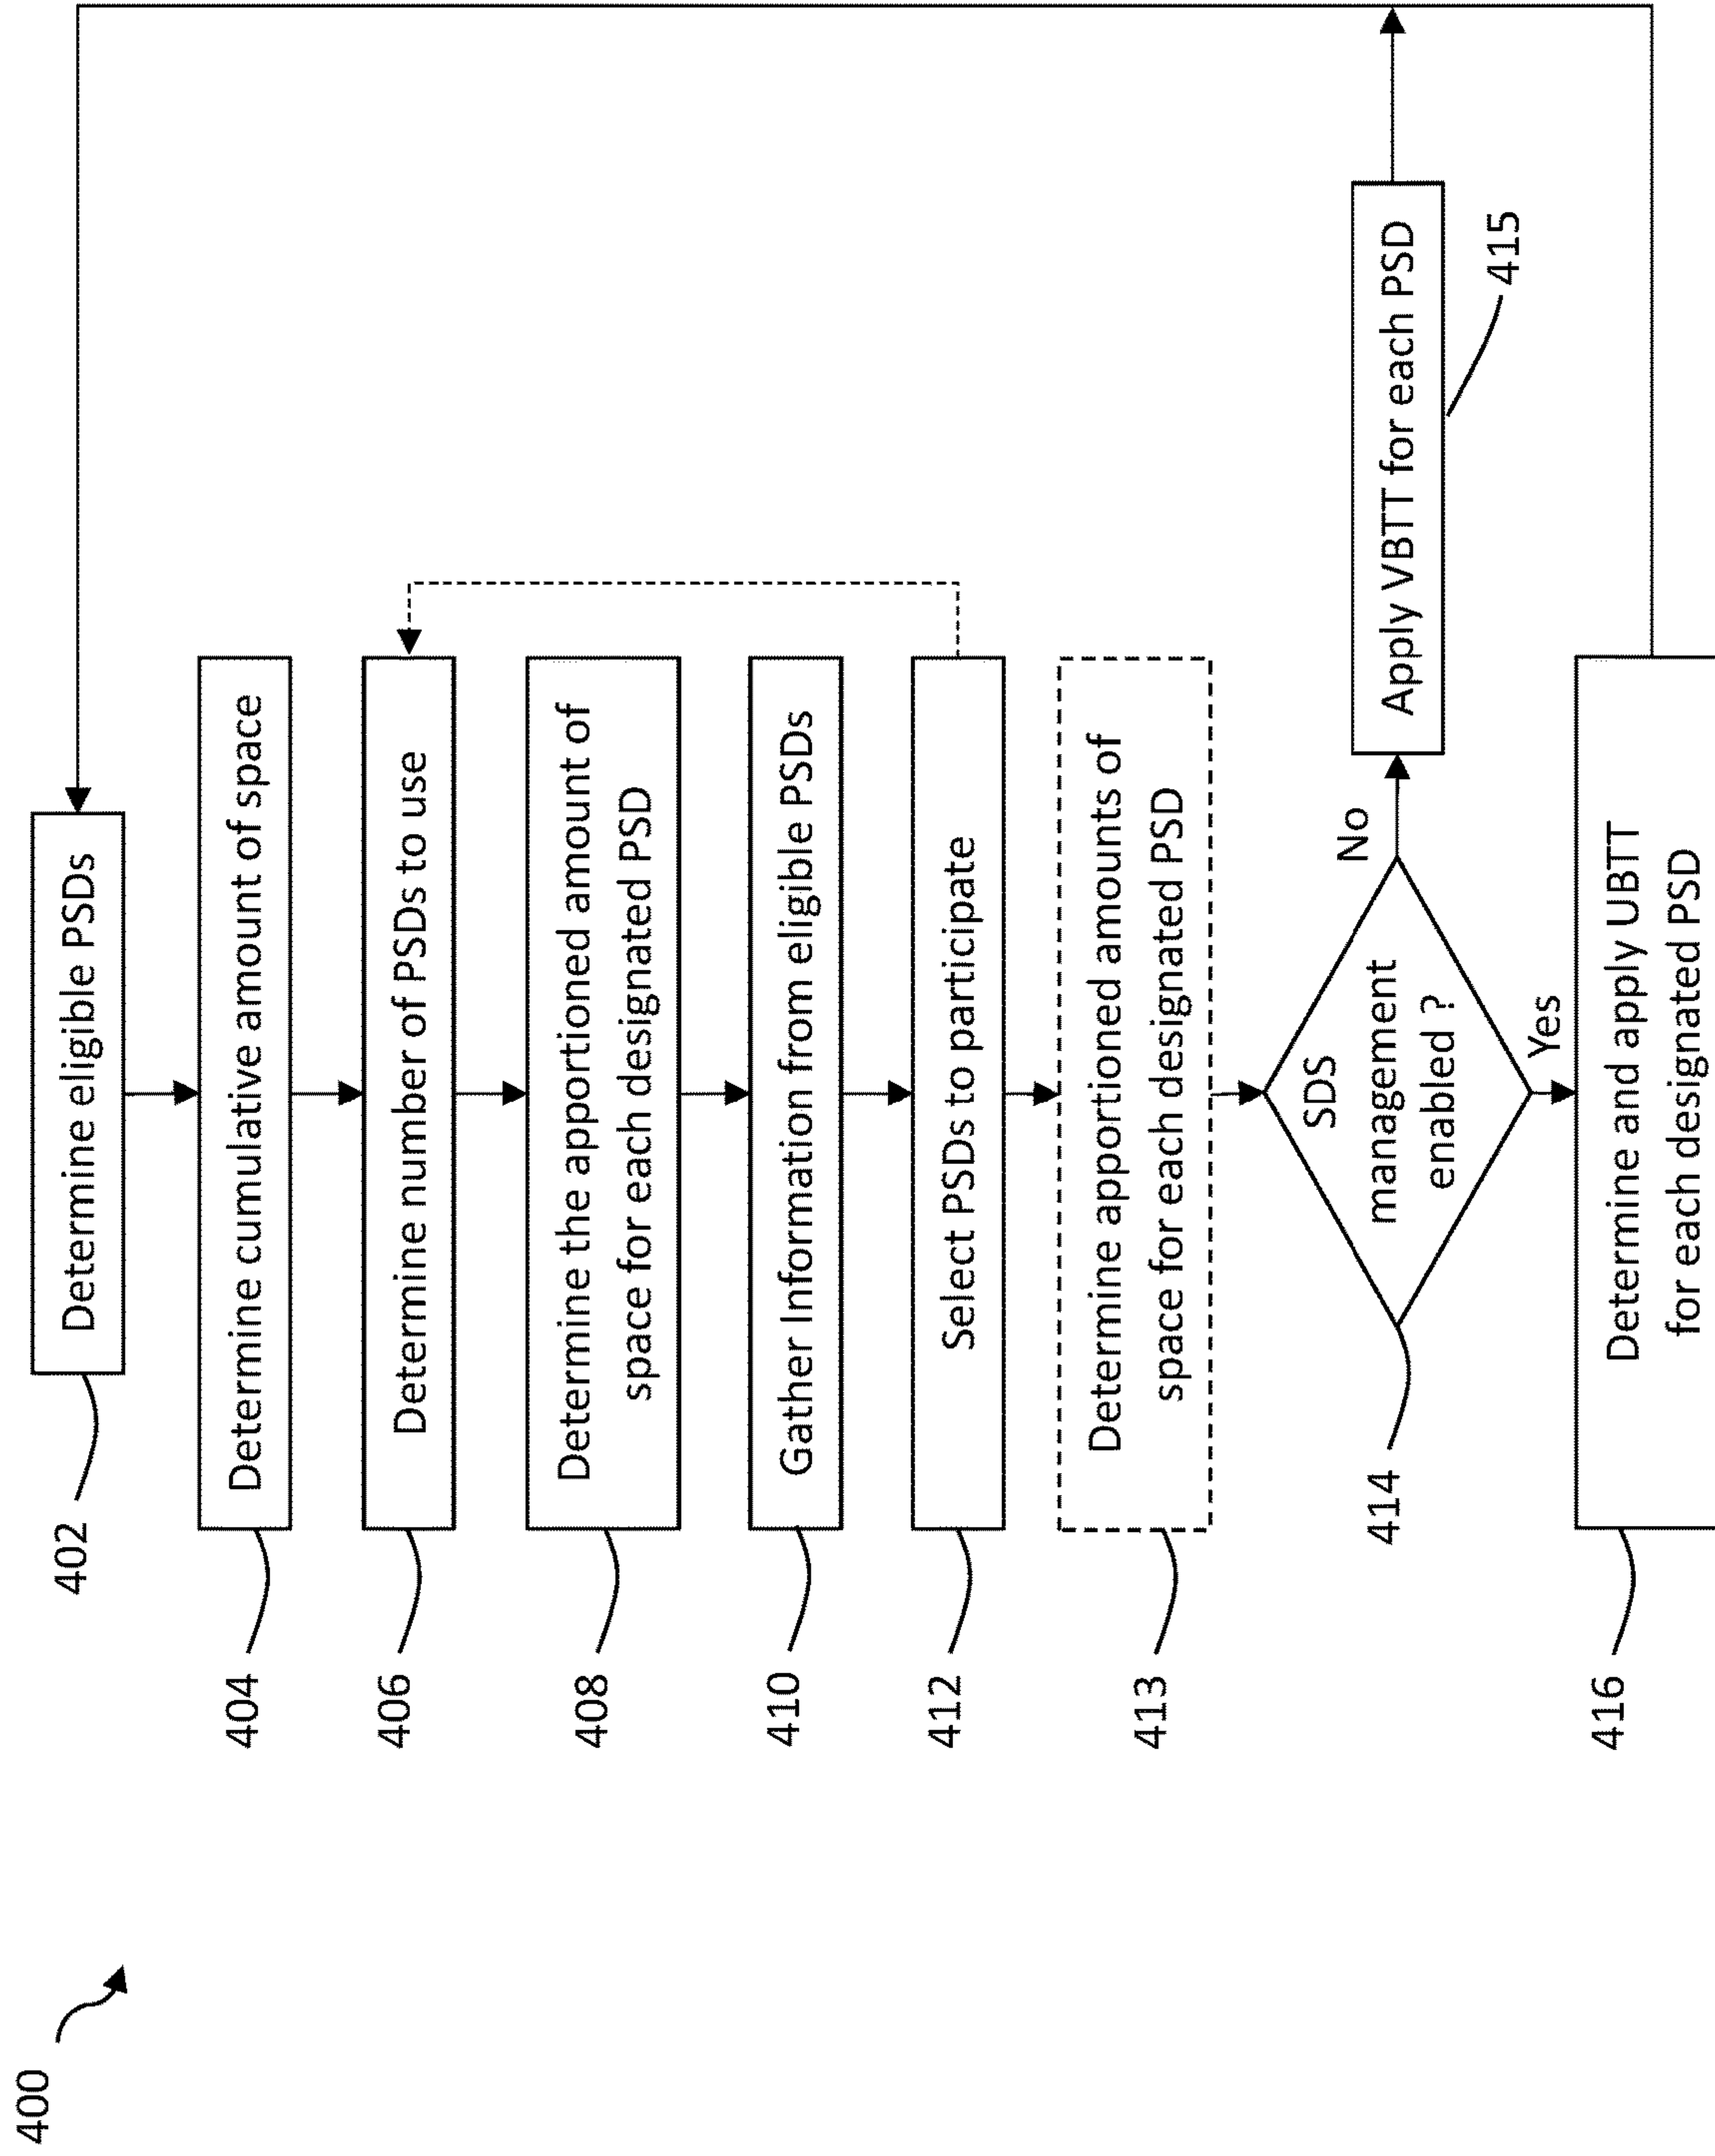 400
402
Determine eligible PSDs
404
Determine cumulative amount of space
406
Determine number of PSDs to use
408
Determine the apportioned amount of
space for each designated PSD
410
Gather Information from eligible PSDs
412
Select PSDs to participate
413
Determine apportioned amounts of
space for each designated PSD
414
SDS
management
enabled ?
No
Apply VBTT for each PSD
415
Yes
416
Determine and apply UBTT
for each designated PSD